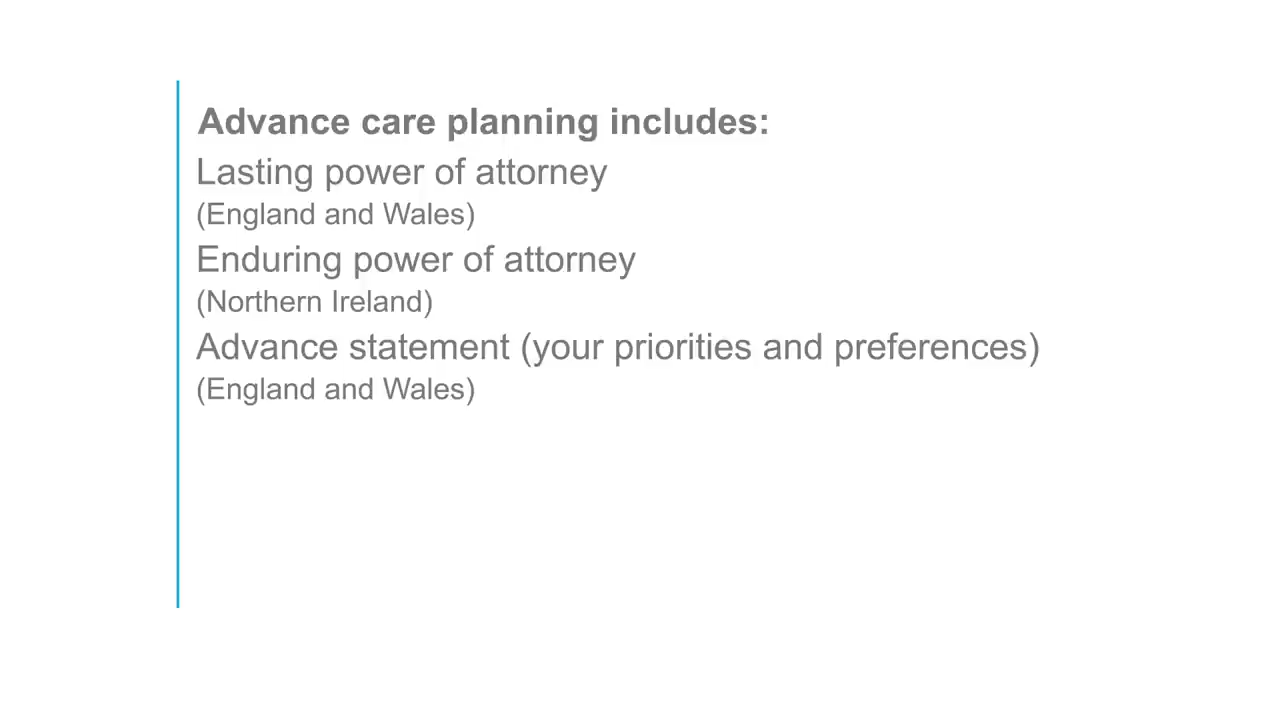 Advance care planning includes:
Lasting power of attorney
(England and Wales)
Enduring power of attorney
(Northern Ireland)
Advance statement (your priorities and preferences)
(England and Wales)